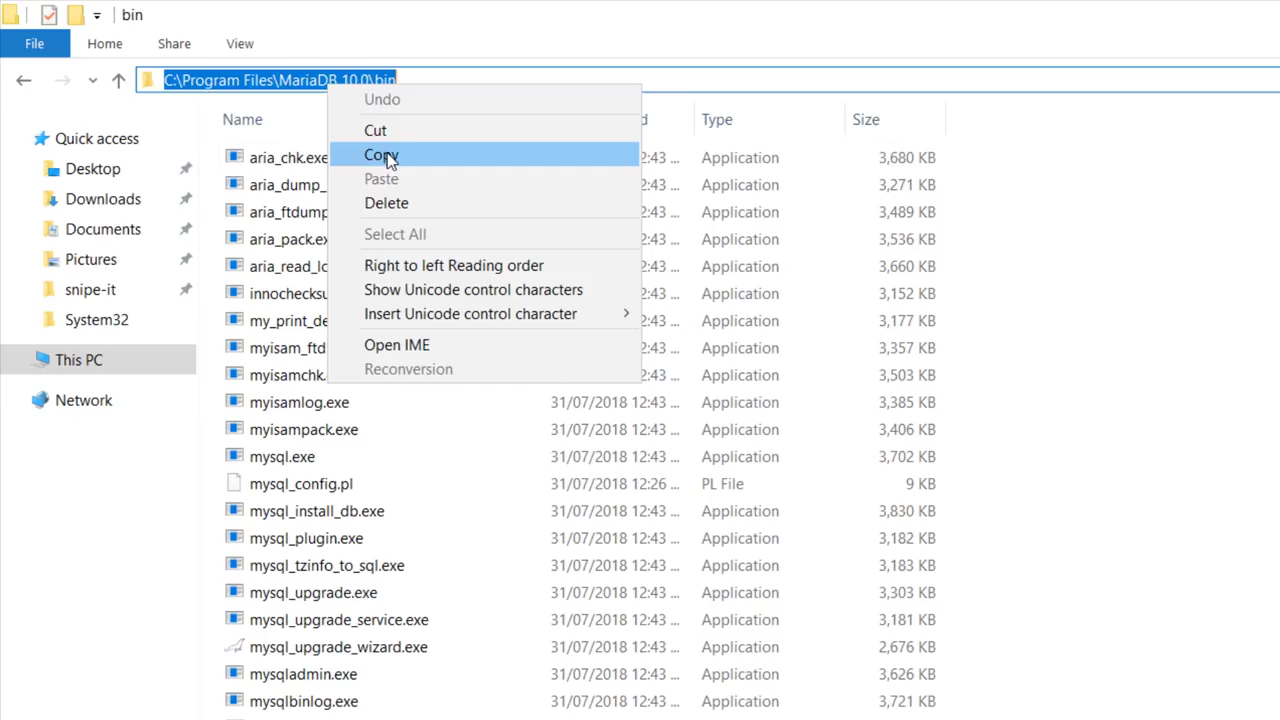 bin
File Home Share View
C:\Program Files\MariaDB 10.0\bin
Undo
Cut
Copy
Paste
Delete
Select All
Right to left Reading order
Show Unicode control characters
Insert Unicode control character
Open IME
Reconversion
Quick access
Desktop
Downloads
Documents
Pictures
snipe-it
System32
This PC
Network
Name Type Size
aria_chk.exe 2:43 ... Application 3,680 KB
aria_dump_ 2:43 ... Application 3,271 KB
aria_ftdump 2:43 ... Application 3,489 KB
aria_pack.ex 2:43 ... Application 3,536 KB
aria_read_lo 2:43 ... Application 3,660 KB
innochecksu 2:43 ... Application 3,152 KB
my_print_de 2:43 ... Application 3,177 KB
myisam_ftd 2:43 ... Application 3,357 KB
myisamchk. 2:43 ... Application 3,503 KB
myisamlog.exe 31/07/2018 12:43 ... Application 3,385 KB
myisampack.exe 31/07/2018 12:43 ... Application 3,406 KB
mysql.exe 31/07/2018 12:43 ... Application 3,702 KB
mysql_config.pl 31/07/2018 12:26 ... PL File 9 KB
mysql_install_db.exe 31/07/2018 12:43 ... Application 3,830 KB
mysql_plugin.exe 31/07/2018 12:43 ... Application 3,182 KB
mysql_tzinfo_to_sql.exe 31/07/2018 12:43 ... Application 3,183 KB
mysql_upgrade.exe 31/07/2018 12:43 ... Application 3,303 KB
mysql_upgrade_service.exe 31/07/2018 12:43 ... Application 3,181 KB
mysql_upgrade_wizard.exe 31/07/2018 12:43 ... Application 2,676 KB
mysqladmin.exe 31/07/2018 12:43 ... Application 3,626 KB
mysqlbinlog.exe 31/07/2018 12:43 ... Application 3,721 KB